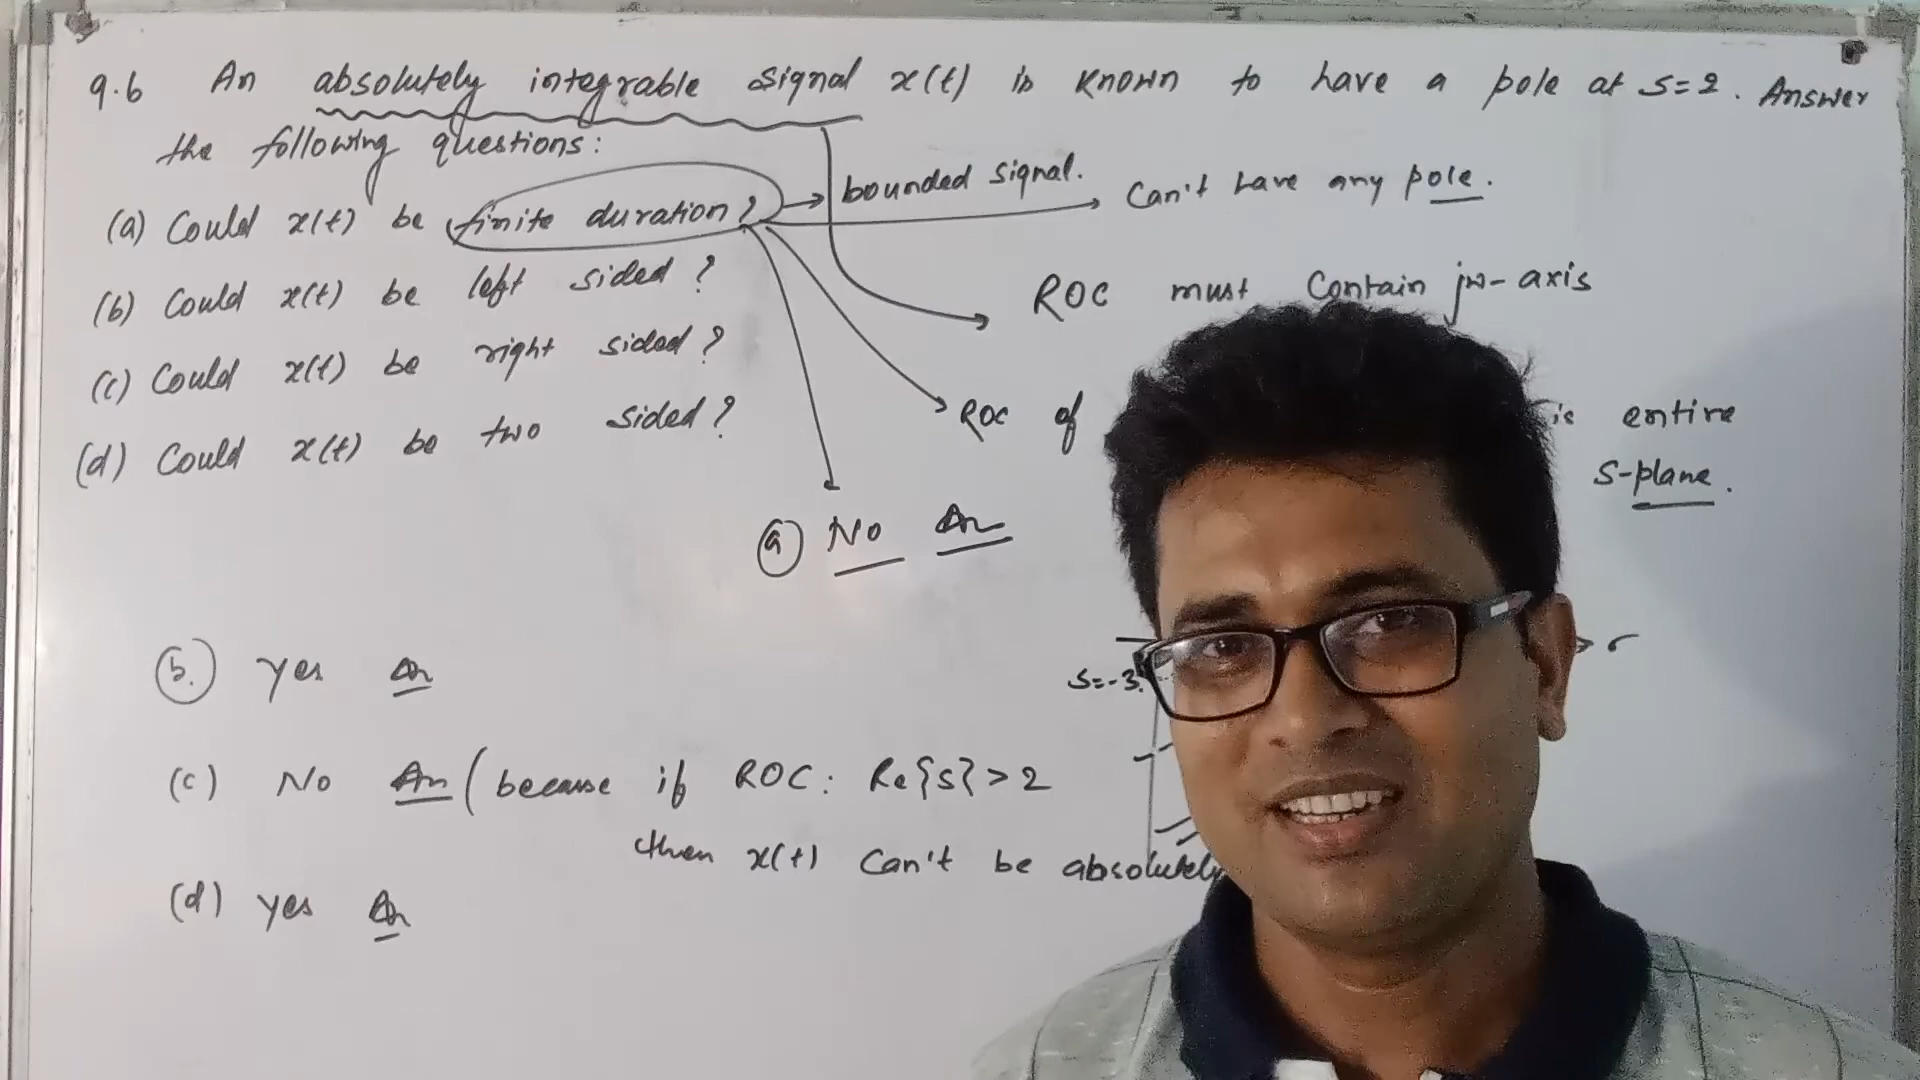 9.6 An absolutely integrable signal x(t) is known to have a pole at s=2. Answer
the following questions:
(a) Could x(t) be finite duration?
bounded signal.
Can't have any pole.
(b) Could x(t) be left sided?
ROC must contain jω-axis
(c) Could x(t) be right sided?
(d) Could x(t) be two sided?
ROC of is entire
S-plane.
(a) No An
S=-3
σ
(b.) Yes An
(c) No An (because if ROC: Re{s}>2
then x(t) can't be absolutely
(d) Yes An